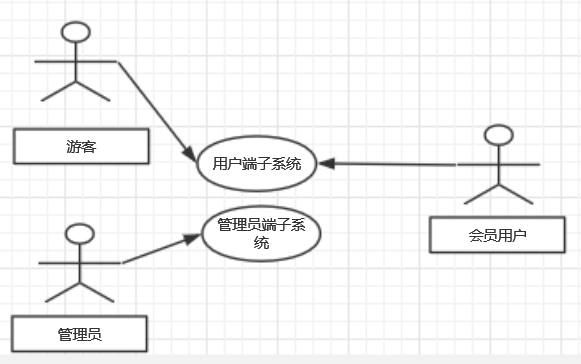 游客
用户端子系统
管理员端子系
统
会员用户
管理员